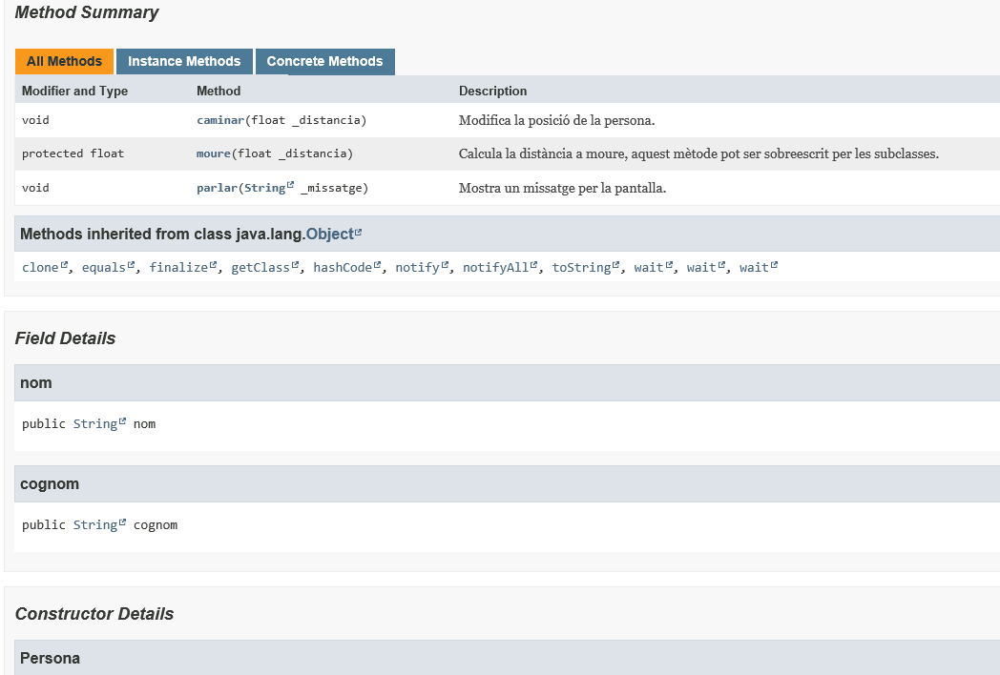 Method Summary
All Methods Instance Methods Concrete Methods
Modifier and Type Method Description
void caminar(float _distancia) Modifica la posició de la persona.
protected float moure(float _distancia) Calcula la distància a moure, aquest mètode pot ser sobreescrit per les subclasses.
void parlar(String _missatge) Mostra un missatge per la pantalla.
Methods inherited from class java.lang.Object
clone, equals, finalize, getClass, hashCode, notify, notifyAll, toString, wait, wait, wait
Field Details
nom
public String nom
cognom
public String cognom
Constructor Details
Persona